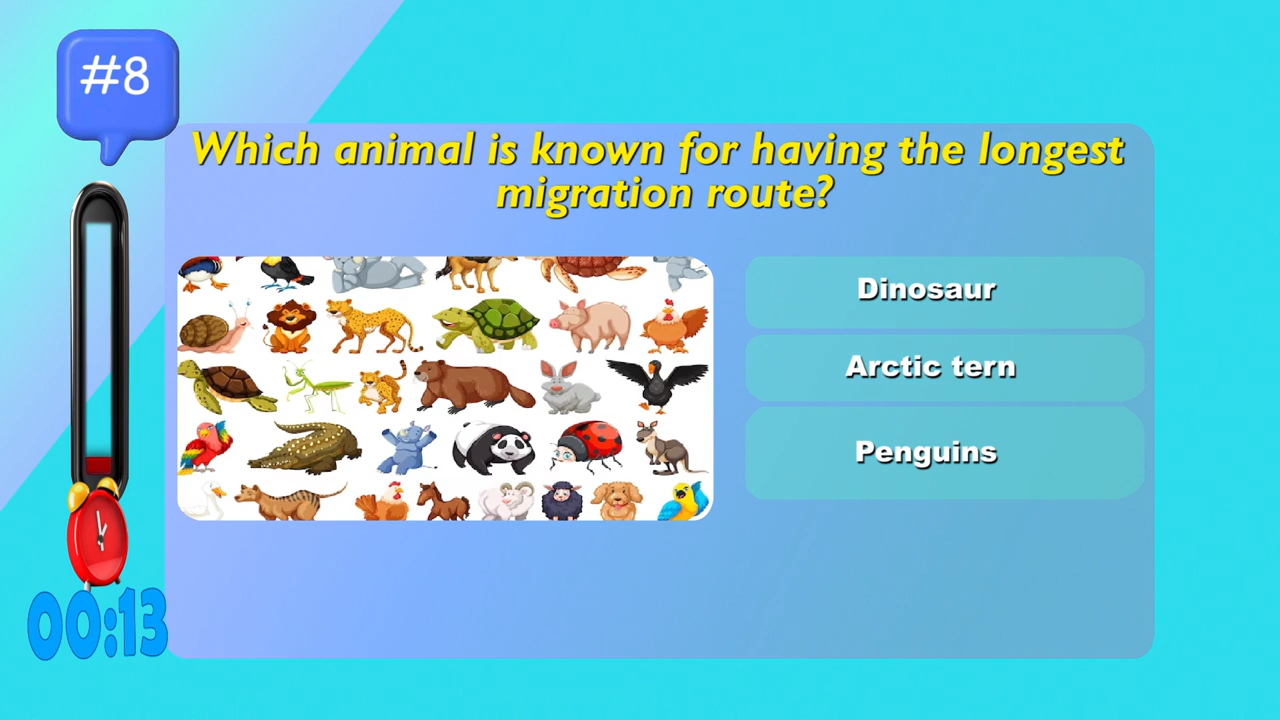 #8
Which animal is known for having the longest
migration route?
Dinosaur
Arctic tern
Penguins
00:13